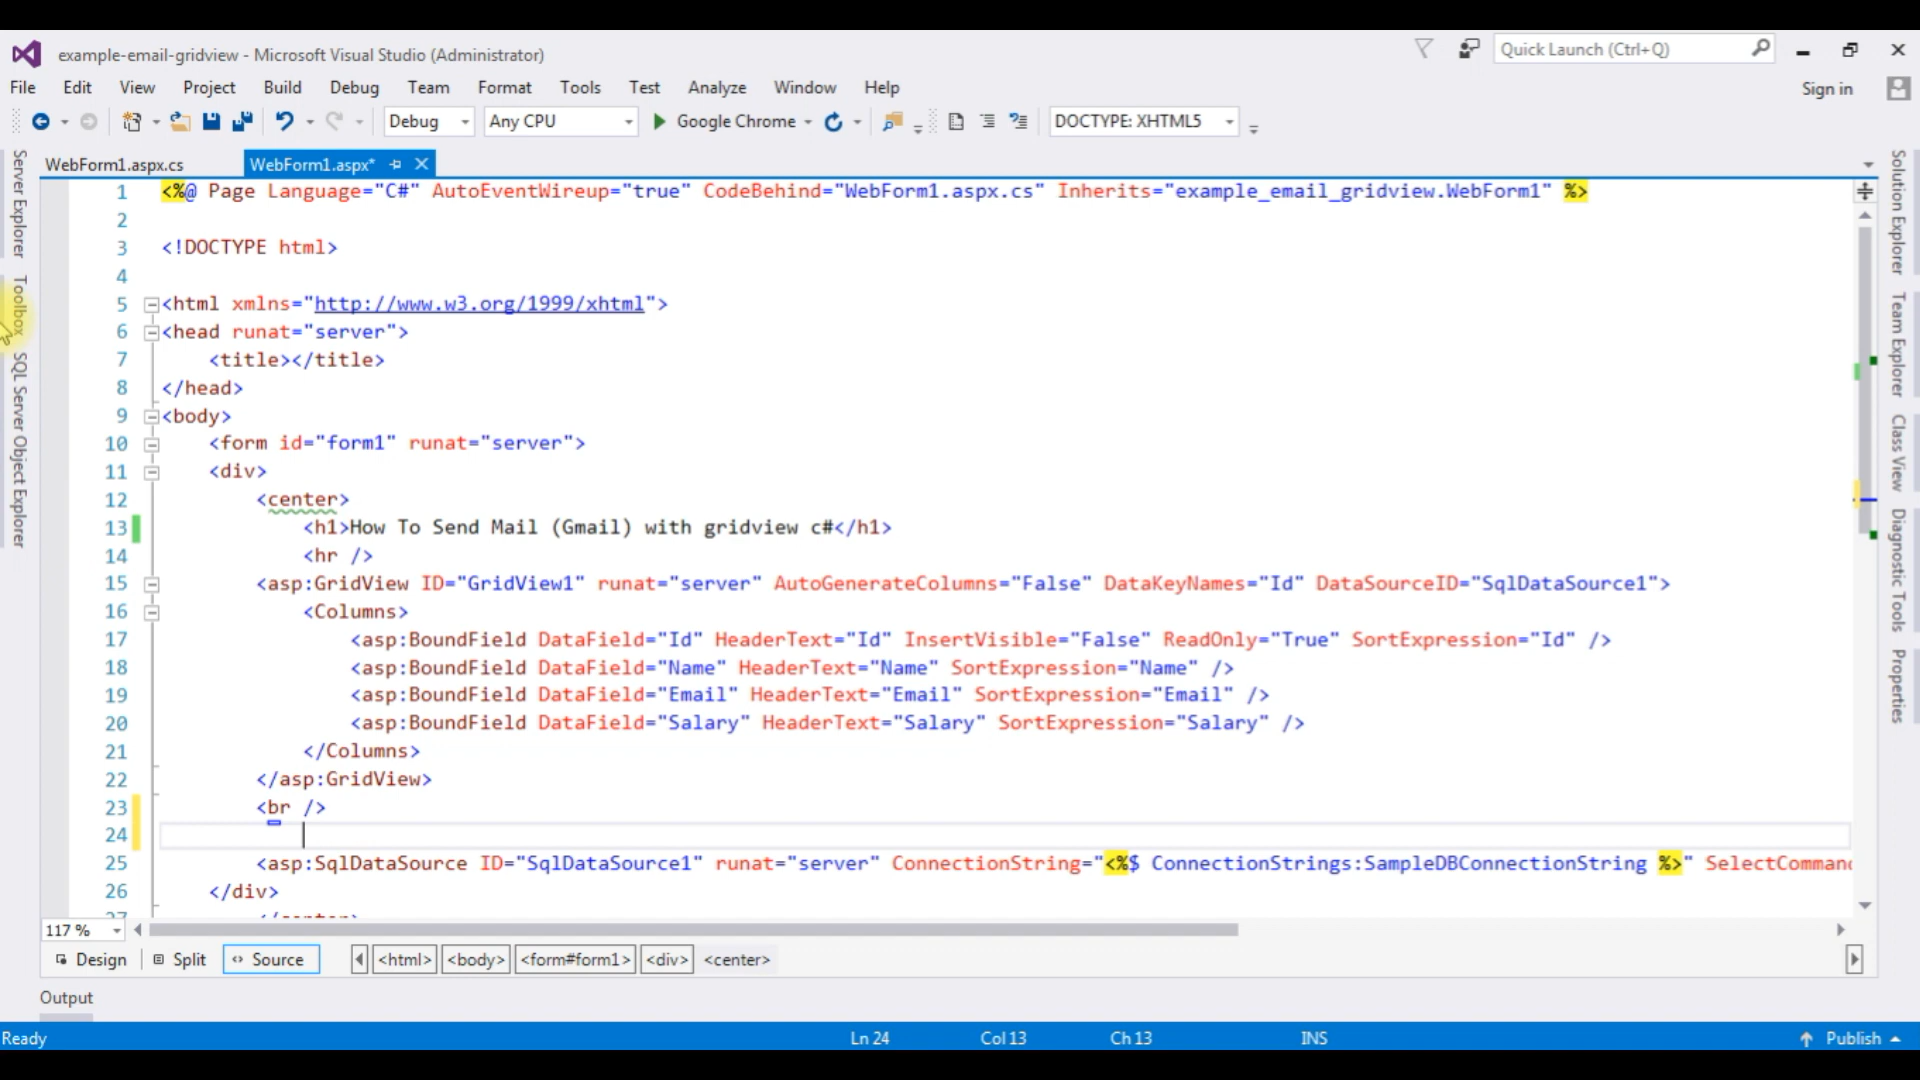 example-email-gridview - Microsoft Visual Studio (Administrator)
Quick Launch (Ctrl+Q)
File Edit View Project Build Debug Team Format Tools Test Analyze Window Help
Sign in
Debug Any CPU Google Chrome DOCTYPE: XHTML5
WebForm1.aspx.cs WebForm1.aspx*
Server Explorer
Toolbox
SQL Server Object Explorer
1 <%@ Page Language="C#" AutoEventWireup="true" CodeBehind="WebForm1.aspx.cs" Inherits="example_email_gridview.WebForm1" %>
2
3 <!DOCTYPE html>
4
5 <html xmlns="http://www.w3.org/1999/xhtml">
6 <head runat="server">
7 <title></title>
8 </head>
9 <body>
10 <form id="form1" runat="server">
11 <div>
12 <center>
13 <h1>How To Send Mail (Gmail) with gridview c#</h1>
14 <hr />
15 <asp:GridView ID="GridView1" runat="server" AutoGenerateColumns="False" DataKeyNames="Id" DataSourceID="SqlDataSource1">
16 <Columns>
17 <asp:BoundField DataField="Id" HeaderText="Id" InsertVisible="False" ReadOnly="True" SortExpression="Id" />
18 <asp:BoundField DataField="Name" HeaderText="Name" SortExpression="Name" />
19 <asp:BoundField DataField="Email" HeaderText="Email" SortExpression="Email" />
20 <asp:BoundField DataField="Salary" HeaderText="Salary" SortExpression="Salary" />
21 </Columns>
22 </asp:GridView>
23 <br />
24
25 <asp:SqlDataSource ID="SqlDataSource1" runat="server" ConnectionString="<%$ ConnectionStrings:SampleDBConnectionString %>" SelectCommand
26 </div>
Solution Explorer
Team Explorer
Class View
Diagnostic Tools
Properties
117 %
Design Split Source <html> <body> <form#form1> <div> <center>
Output
Ready Ln 24 Col 13 Ch 13 INS Publish